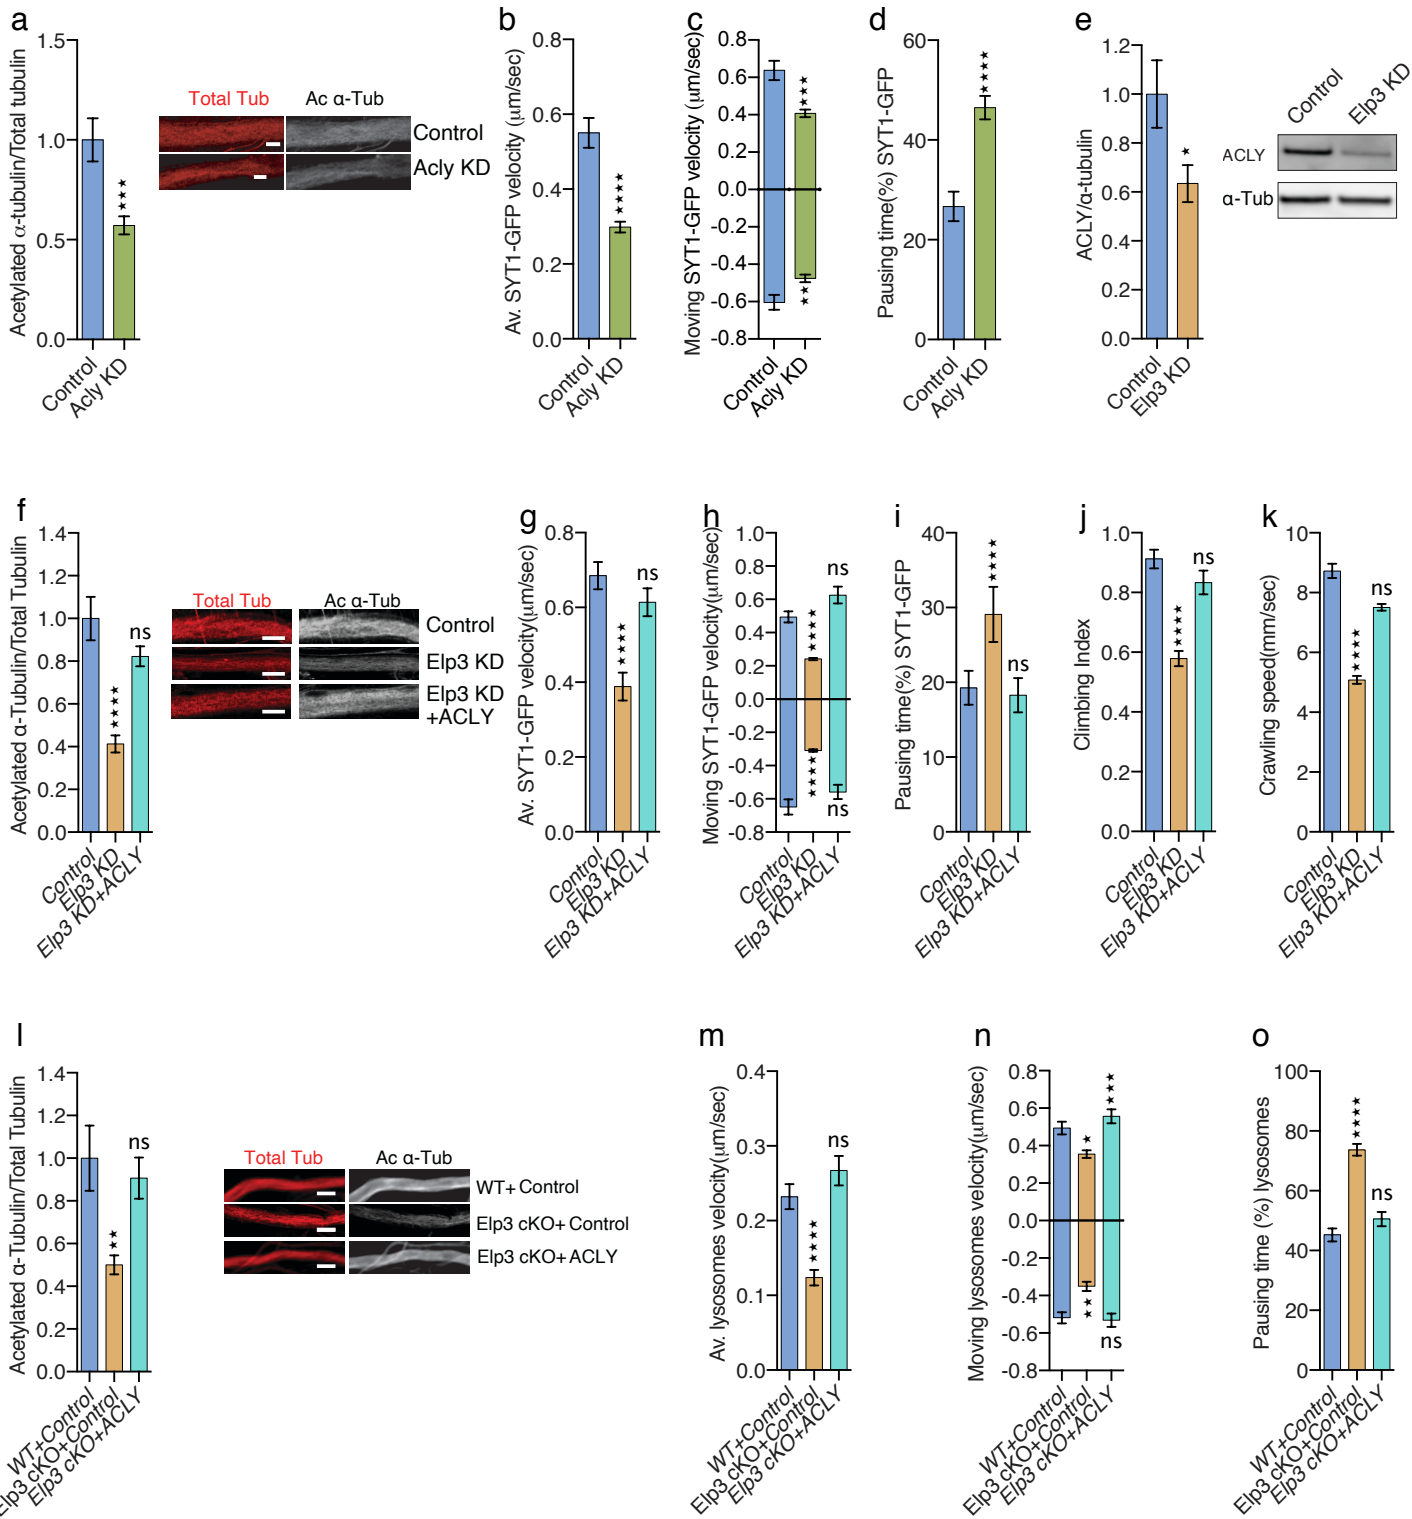 a
Acetylated α-tubulin/Total tubulin
1.5
1.0
0.5
0.0
★★★
Control
Acly KD
Total Tub
Ac α-Tub
Control
Acly KD
b
Av. SYT1-GFP velocity (μm/sec)
0.8
0.6
0.4
0.2
0.0
★★★★
Control
Acly KD
c
Moving SYT1-GFP velocity (μm/sec)
0.8
0.6
0.4
0.2
0.0
-0.2
-0.4
-0.6
-0.8
★★★
★★
Control
Acly KD
d
Pausing time(%) SYT1-GFP
60
40
20
0
★★★★
Control
Acly KD
e
ACLY/α-tubulin
1.2
1.0
0.8
0.6
0.4
0.2
0.0
★
Control
Elp3 KD
Control
Elp3 KD
ACLY
α-Tub
f
Acetylated α-Tubulin/Total Tubulin
1.4
1.2
1.0
0.8
0.6
0.4
0.2
0.0
★★★★
ns
Control
Elp3 KD
Elp3 KD+ACLY
Total Tub
Ac α-Tub
Control
Elp3 KD
Elp3 KD
+ACLY
g
Av. SYT1-GFP velocity(μm/sec)
0.8
0.6
0.4
0.2
0.0
★★★★
ns
Control
Elp3 KD
Elp3 KD+ACLY
h
Moving SYT1-GFP velocity(μm/sec)
1.0
0.8
0.6
0.4
0.2
0.0
0.2
-0.4
-0.6
-0.8
★★★★
ns
★★★★
ns
Control
Elp3 KD
Elp3 KD+ACLY
i
Pausing time(%) SYT1-GFP
40
30
20
10
0
★★★★
ns
Control
Elp3 KD
Elp3 KD+ACLY
j
Climbing Index
1.0
0.8
0.6
0.4
0.2
0.0
★★★★
ns
Control
Elp3 KD
Elp3 KD+ACLY
k
Crawling speed(mm/sec)
10
8
6
4
2
0
★★★★
ns
Control
Elp3 KD
Elp3 KD+ACLY
l
Acetylated α-Tubulin/Total Tubulin
1.4
1.2
1.0
0.8
0.6
0.4
0.2
0.0
★★
ns
WT+Control
Elp3 cKO+Control
Elp3 cKO+ACLY
Total Tub
Ac α-Tub
WT+Control
Elp3 cKO+Control
Elp3 cKO+ACLY
m
Av. lysosomes velocity(μm/sec)
0.4
0.3
0.2
0.1
0.0
★★★★
ns
WT+Control
Elp3 cKO+Control
Elp3 cKO+ACLY
n
Moving lysosomes velocity(μm/sec)
0.8
0.6
0.4
0.2
0.0
-0.2
-0.4
-0.6
-0.8
★
★★★
★★
ns
WT+Control
Elp3 cKO+Control
Elp3 cKO+ACLY
o
Pausing time (%) lysosomes
100
80
60
40
20
0
★★★★
ns
WT+Control
Elp3 cKO+Control
Elp3 cKO+ACLY